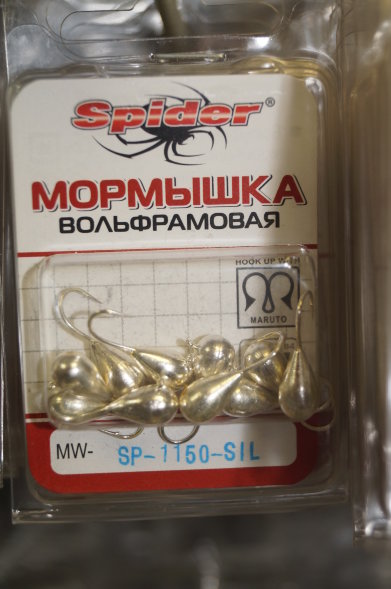 Spider®
МОРМЫШКА
ВОЛЬФРАМОВАЯ
HOOK UP WITH
MARUTO
MW- SP-1150-SIL